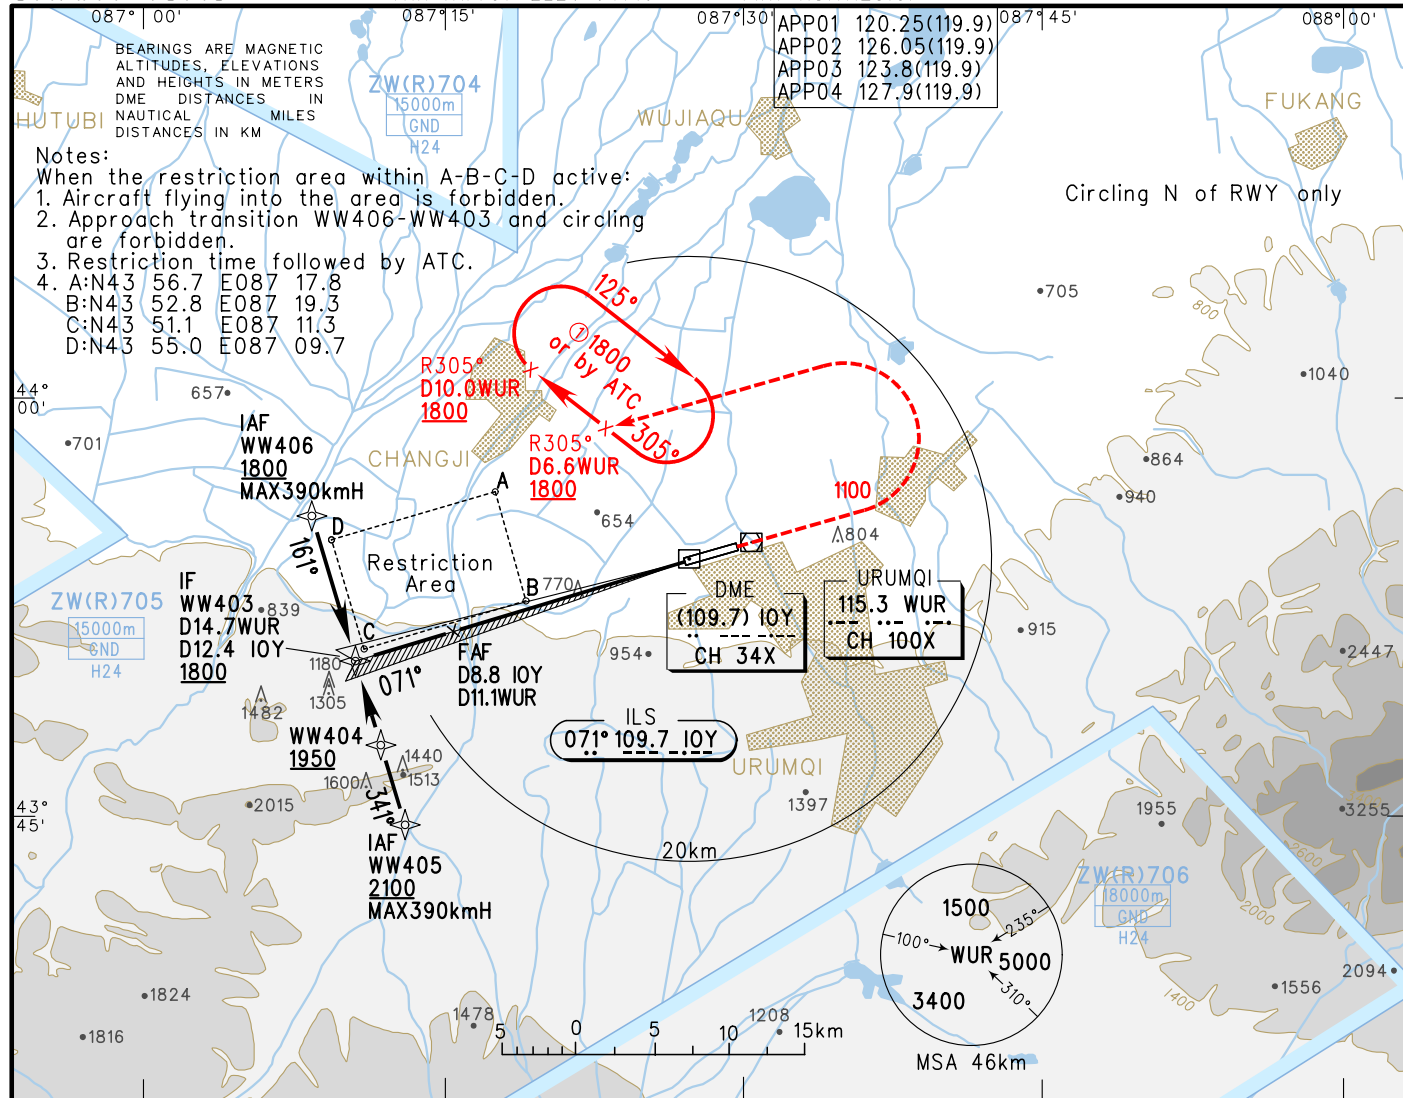 087° 00'
087° 15'
087° 30'
087° 45'
088° 00'
BEARINGS ARE MAGNETIC
ALTITUDES, ELEVATIONS
AND HEIGHTS IN METERS
DME DISTANCES IN
NAUTICAL MILES
DISTANCES IN KM
ZW(R)704
15000m
GND
H24
APP01 120.25(119.9)
APP02 126.05(119.9)
APP03 123.8(119.9)
APP04 127.9(119.9)
HUTUBI
WUJIAQU
FUKANG
Notes:
When the restriction area within A-B-C-D active:
1. Aircraft flying into the area is forbidden.
2. Approach transition WW406-WW403 and circling
are forbidden.
3. Restriction time followed by ATC.
4. A:N43 56.7 E087 17.8
B:N43 52.8 E087 19.3
C:N43 51.1 E087 11.3
D:N43 55.0 E087 09.7
Circling N of RWY only
705
800
1040
125°
① 1800
or by ATC
305°
R305°
D10.0WUR
1800
R305°
D6.6WUR
1800
1100
44°
00'
657
701
CHANGJI
864
940
IAF
WW406
1800
MAX390kmH
A
D
654
804
161°
Restriction
Area
B
770
C
IF
WW403
D14.7WUR
D12.4 IOY
1800
ZW(R)705
15000m
GND
H24
839
1180
1305
1482
071°
FAF
D8.8 IOY
D11.1WUR
954
DME
(109.7) IOY
CH 34X
URUMQI
115.3 WUR
CH 100X
915
2447
ILS
071° 109.7 IOY
URUMQI
WW404
1950
1440
1513
1600
341°
2015
43°
45'
IAF
WW405
2100
MAX390kmH
20km
1397
1955
3255
2600
2000
1400
ZW(R)706
18000m
GND
H24
1500
100°
235°
WUR
5000
310°
3400
MSA 46km
2094
1556
1824
1816
1478
1208
5 0 5 10 15km